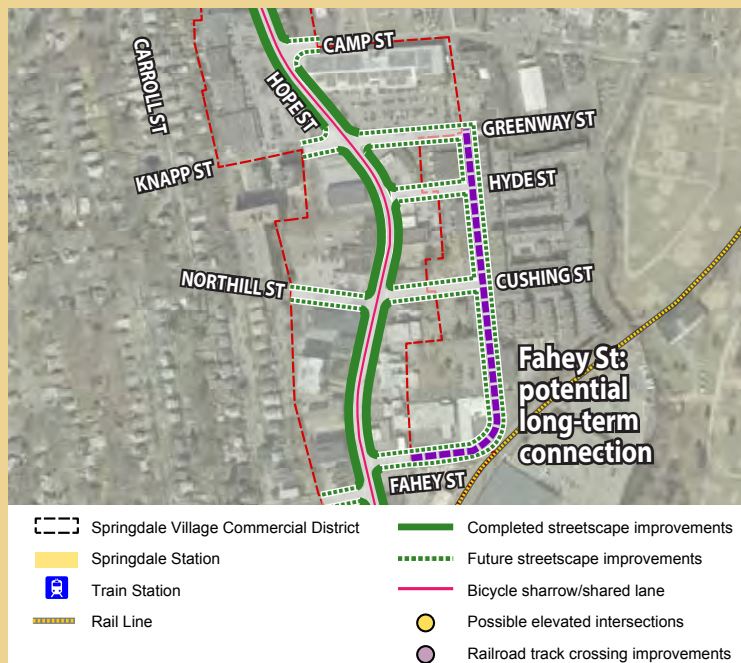 CAMP ST
CARROLL ST
HOPE ST
GREENWAY ST
KNAPP ST
HYDE ST
NORTHILL ST
CUSHING ST
Fahey St:
potential
long-term
connection
FAHEY ST
Springdale Village Commercial District
Springdale Station
Train Station
Rail Line
Completed streetscape improvements
Future streetscape improvements
Bicycle sharrow/shared lane
Possible elevated intersections
Railroad track crossing improvements